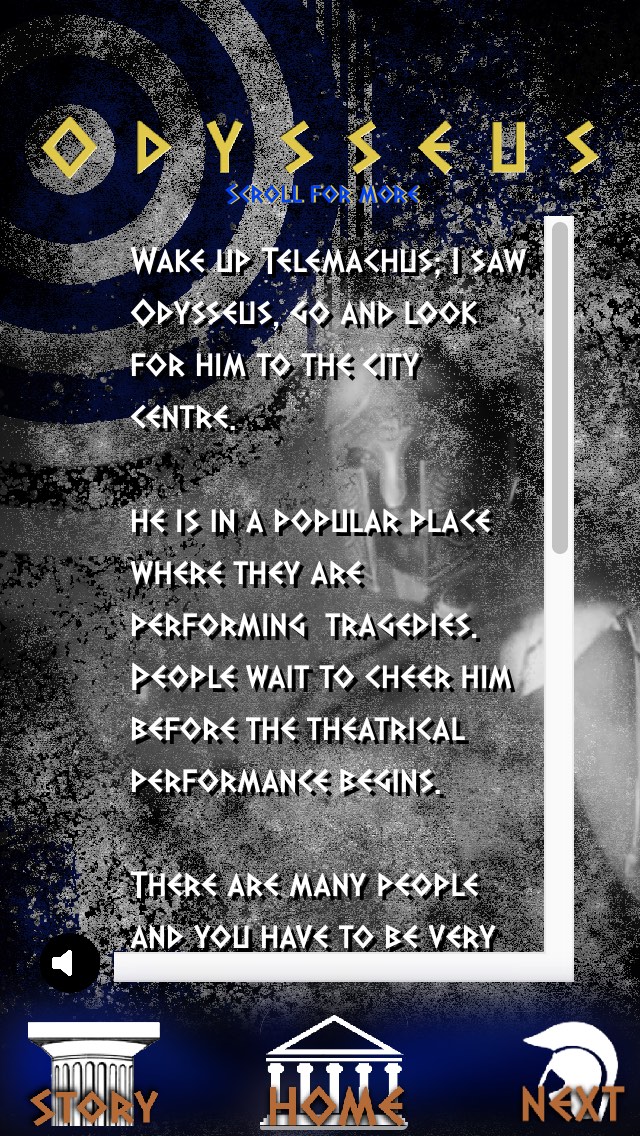 ODYSSEUS
SCROLL FOR MORE
WAKE UP TELEMACHUS; I SAW
ODYSSEUS, GO AND LOOK
FOR HIM TO THE CITY
CENTRE.
HE IS IN A POPULAR PLACE
WHERE THEY ARE
PERFORMING  TRAGEDIES.
PEOPLE WAIT TO CHEER HIM
BEFORE THE THEATRICAL
PERFORMANCE BEGINS.
THERE ARE MANY PEOPLE
AND YOU HAVE TO BE VERY
STORY
HOME
NEXT